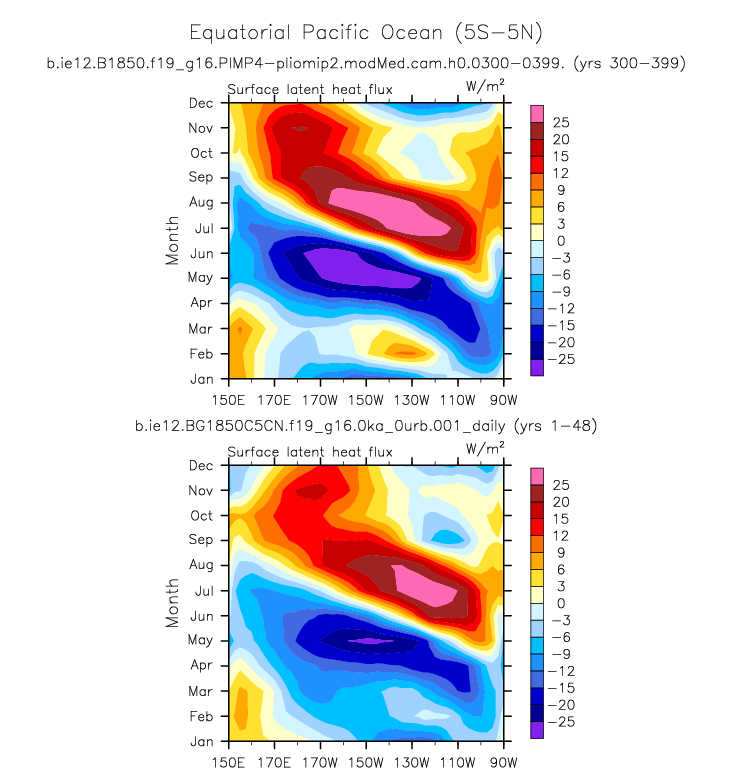 Equatorial Pacific Ocean (5S−5N)
b.ie12.B1850.f19_g16.PlMP4−pliomip2.modMed.cam.h0.0300−0399. (yrs 300−399)
Surface latent heat flux W/m²
Dec
Nov
Oct
Sep
Aug
Jul
Jun
May
Apr
Mar
Feb
Jan
Month
150E 170E 170W 150W 130W 110W 90W
25
20
15
12
9
6
3
0
−3
−6
−9
−12
−15
−20
−25
b.ie12.BG1850C5CN.f19_g16.0ka_0urb.001_daily (yrs 1−48)
Surface latent heat flux W/m²
Dec
Nov
Oct
Sep
Aug
Jul
Jun
May
Apr
Mar
Feb
Jan
Month
150E 170E 170W 150W 130W 110W 90W
25
20
15
12
9
6
3
0
−3
−6
−9
−12
−15
−20
−25